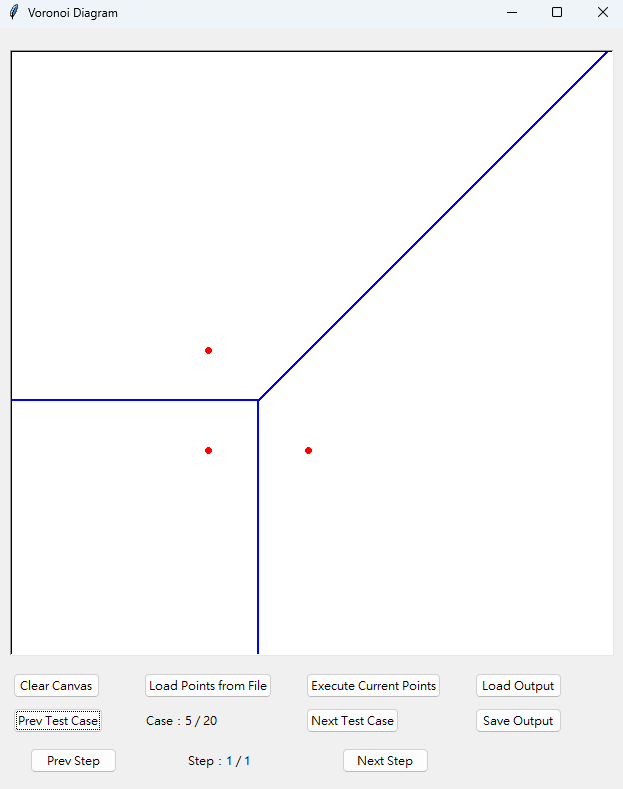 Voronoi Diagram
Clear Canvas Load Points from File Execute Current Points Load Output
Prev Test Case Case : 5 / 20 Next Test Case Save Output
Prev Step Step : 1 / 1 Next Step